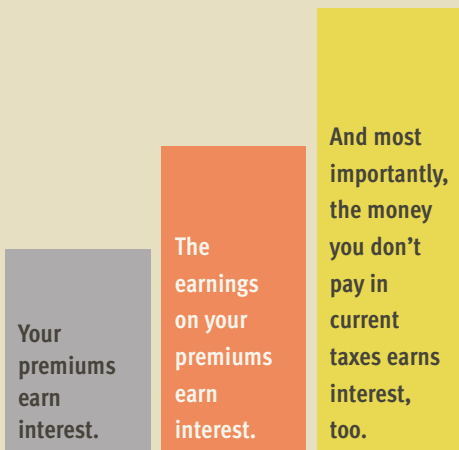 Your
premiums
earn
interest.
The
earnings
on your
premiums
earn
interest.
And most
importantly,
the money
you don’t
pay in
current
taxes earns
interest,
too.